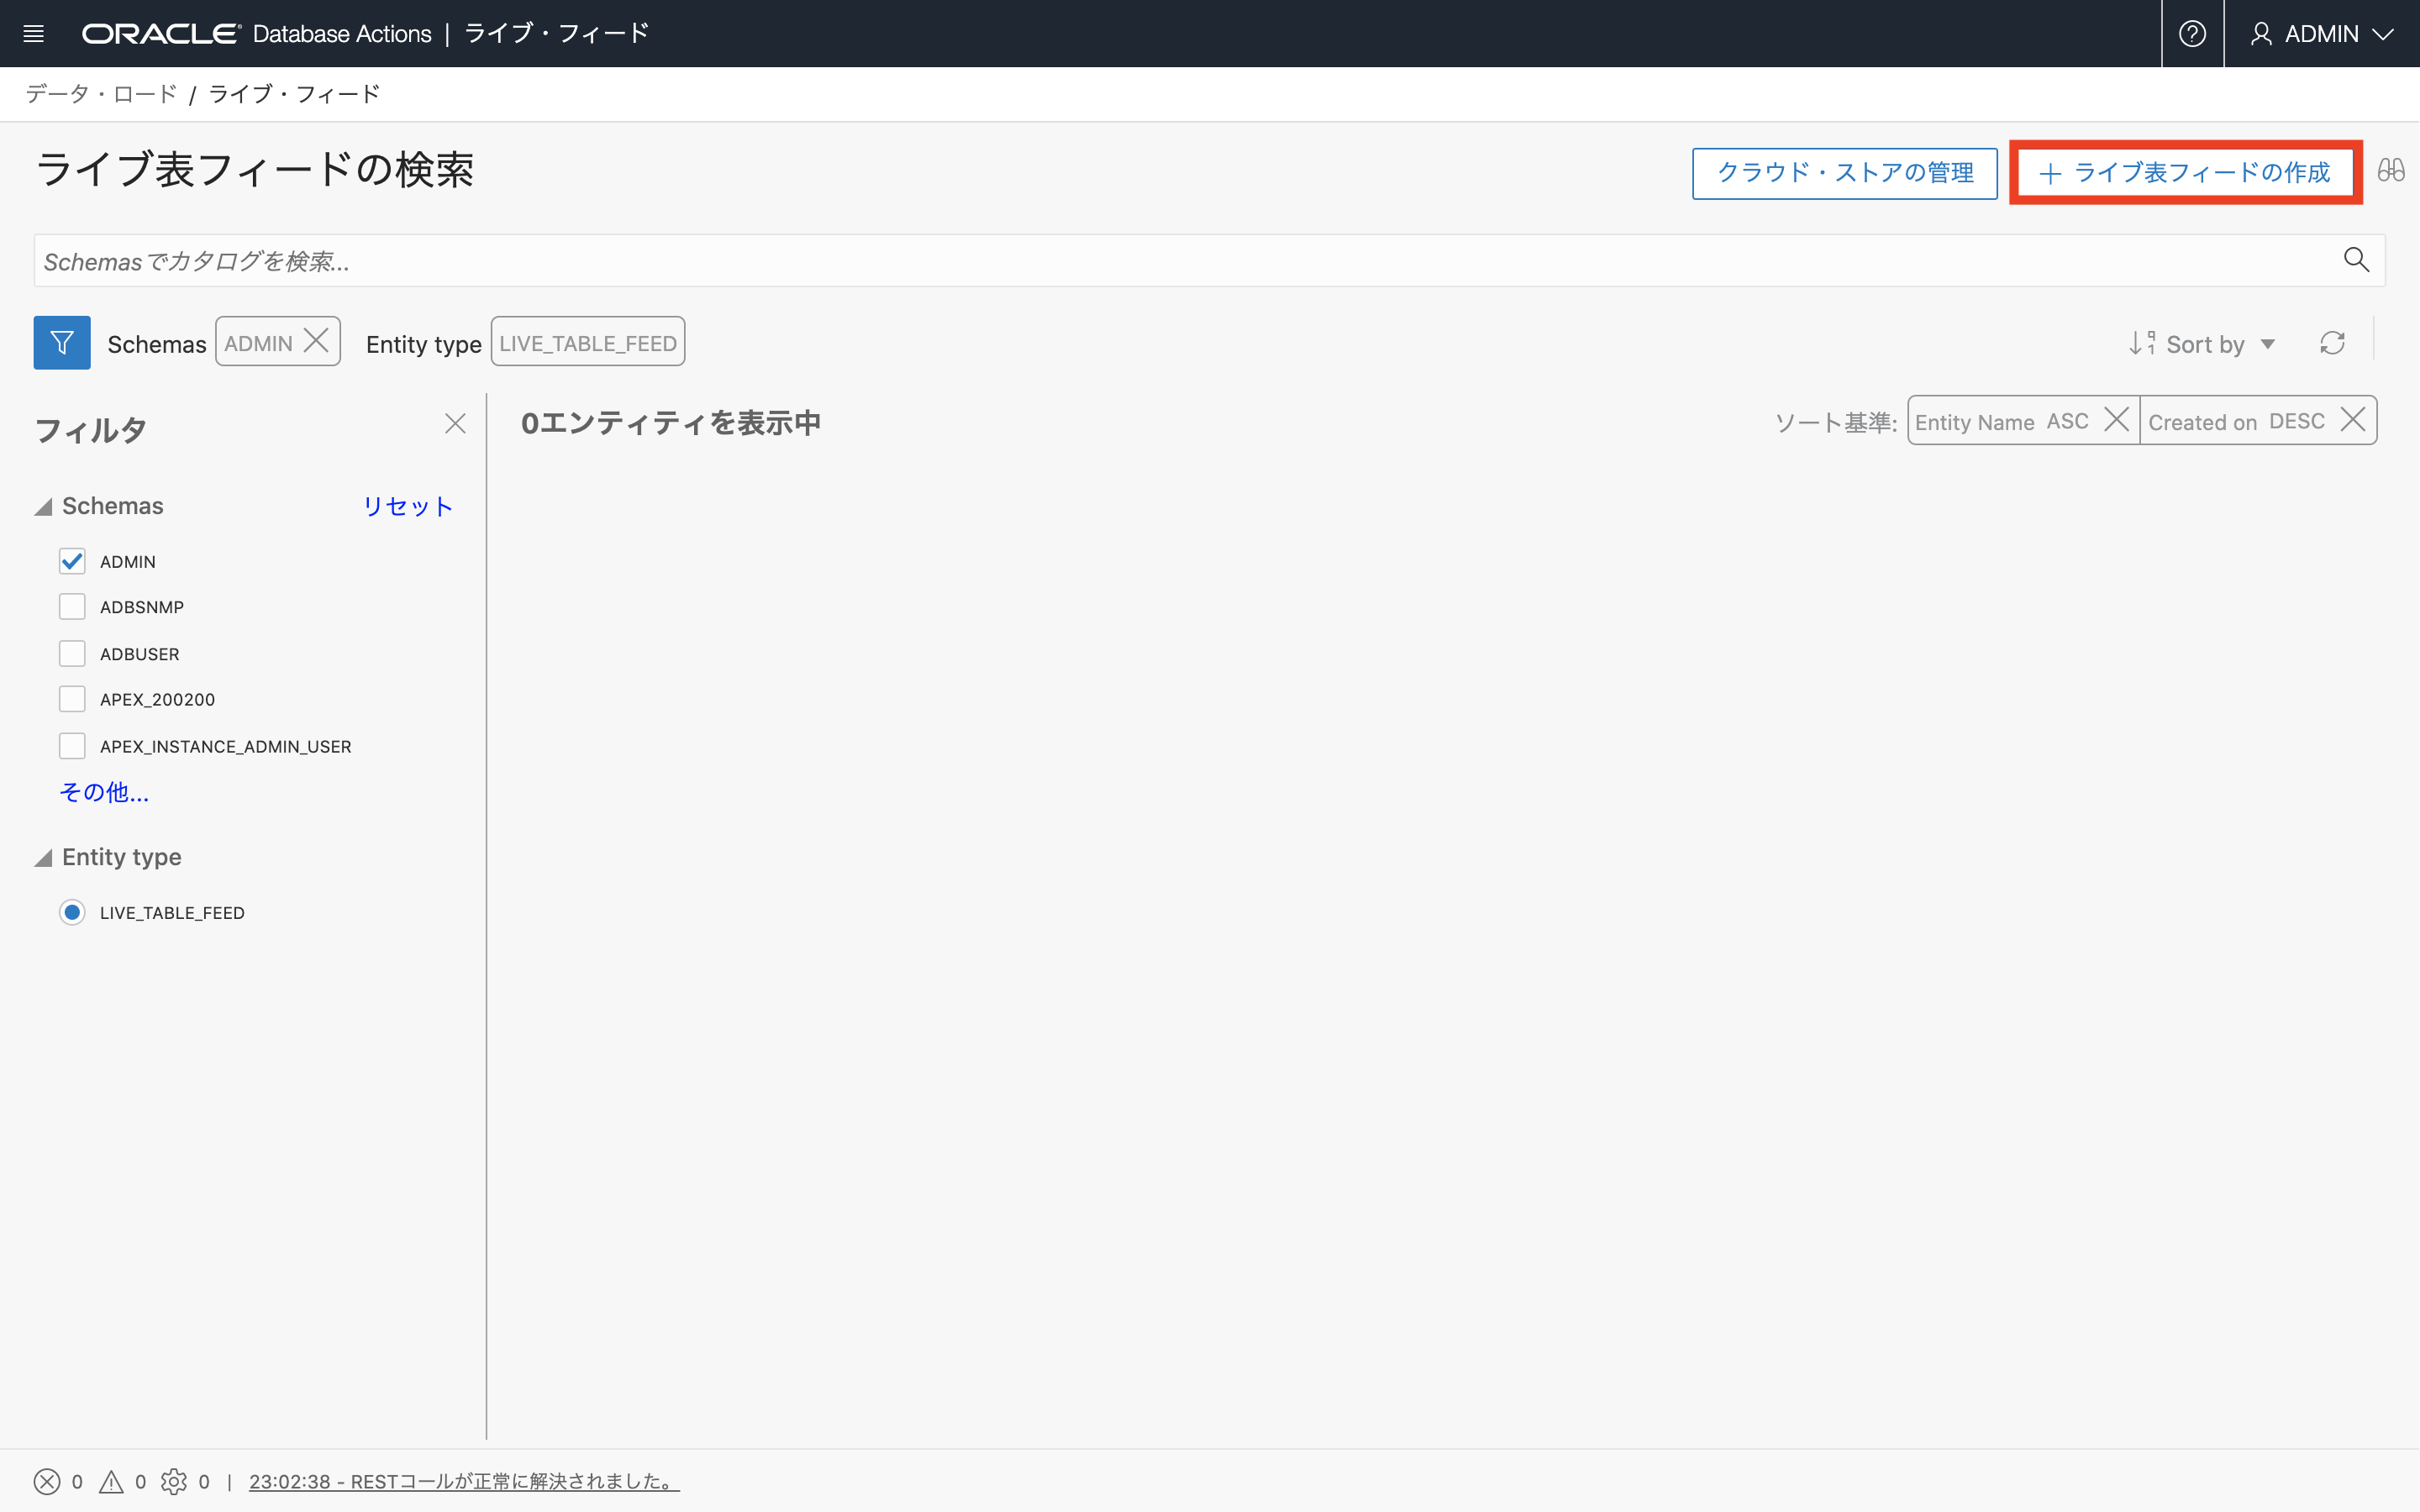 ORACLE Database Actions | ライブ・フィード
ADMIN
データ・ロード / ライブ・フィード
ライブ表フィードの検索
クラウド・ストアの管理
ライブ表フィードの作成
Schemasでカタログを検索...
Schemas ADMIN Entity type LIVE_TABLE_FEED
Sort by
フィルタ
0エンティティを表示中
ソート基準: Entity Name ASC Created on DESC
Schemas リセット
ADMIN
ADBSNMP
ADBUSER
APEX_200200
APEX_INSTANCE_ADMIN_USER
その他...
Entity type
LIVE_TABLE_FEED
0 0 0 | 23:02:38 - RESTコールが正常に解決されました。